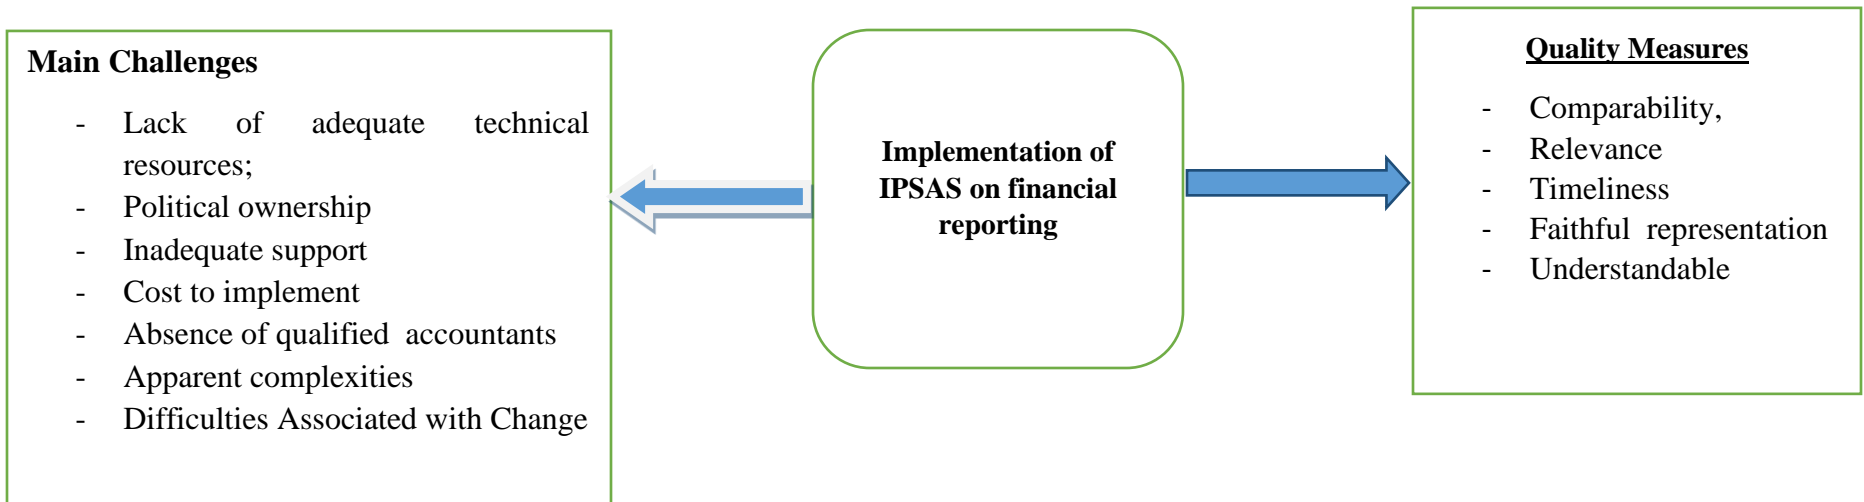 Main Challenges
- Lack of adequate technical
resources;
- Political ownership
- Inadequate support
- Cost to implement
- Absence of qualified accountants
- Apparent complexities
- Difficulties Associated with Change
Implementation of
IPSAS on financial
reporting
Quality Measures
- Comparability,
- Relevance
- Timeliness
- Faithful representation
- Understandable